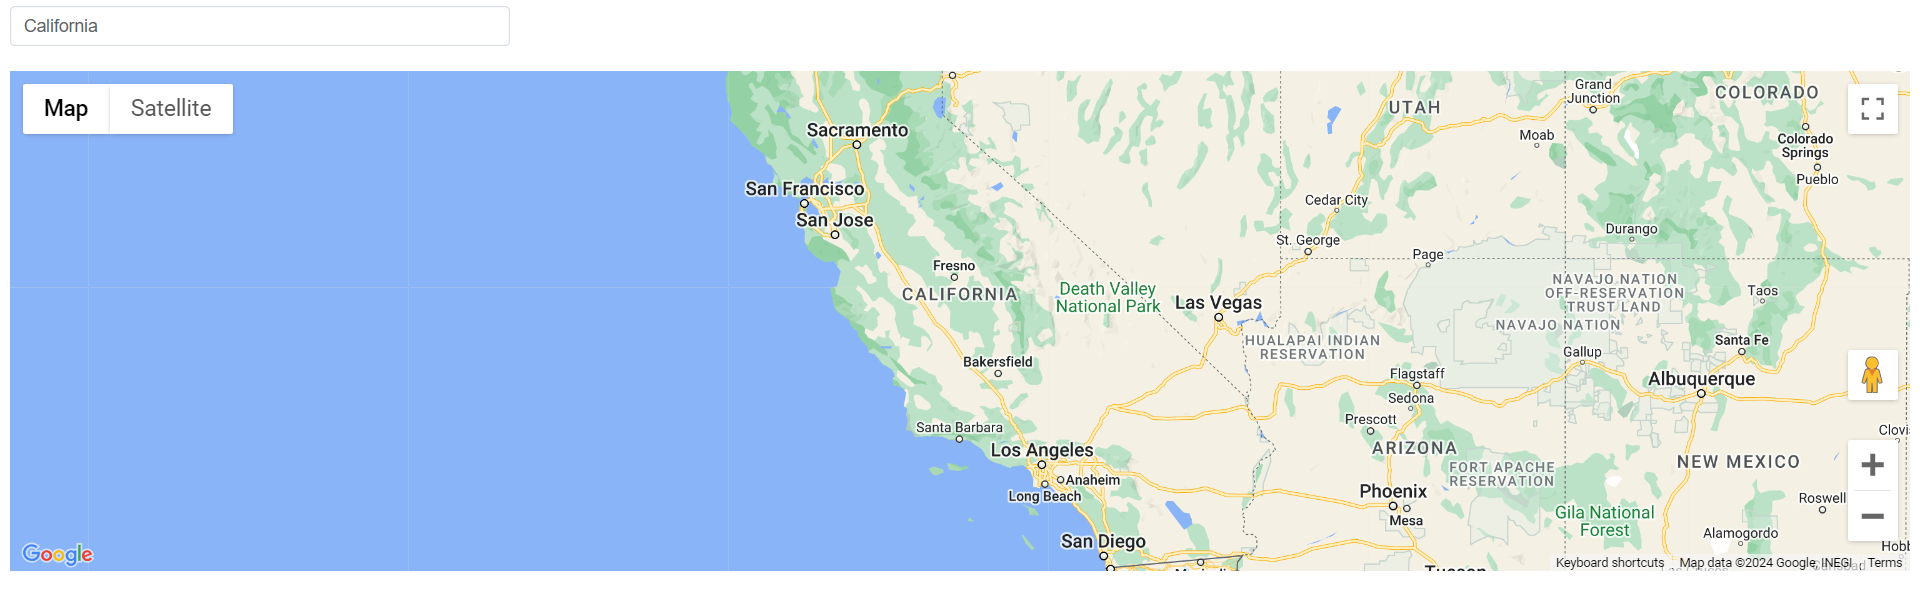 California
Map
Satellite
Sacramento
San Francisco
San Jose
Fresno
CALIFORNIA
Death Valley
National Park
Las Vegas
Bakersfield
Santa Barbara
Los Angeles
Anaheim
Long Beach
San Diego
UTAH
Grand
Junction
COLORADO
Moab
Colorado
Springs
Pueblo
Cedar City
St. George
Durango
Page
NAVAJO NATION
OFF-RESERVATION
TRUST LAND
NAVAJO NATION
Taos
HUALAPAI INDIAN
RESERVATION
Gallup
Santa Fe
Flagstaff
Sedona
Albuquerque
Prescott
ARIZONA
FORT APACHE
RESERVATION
NEW MEXICO
Phoenix
Mesa
Roswell
Gila National
Forest
Alamogordo
Google
Keyboard shortcuts
Map data ©2024 Google, INEGI
Terms